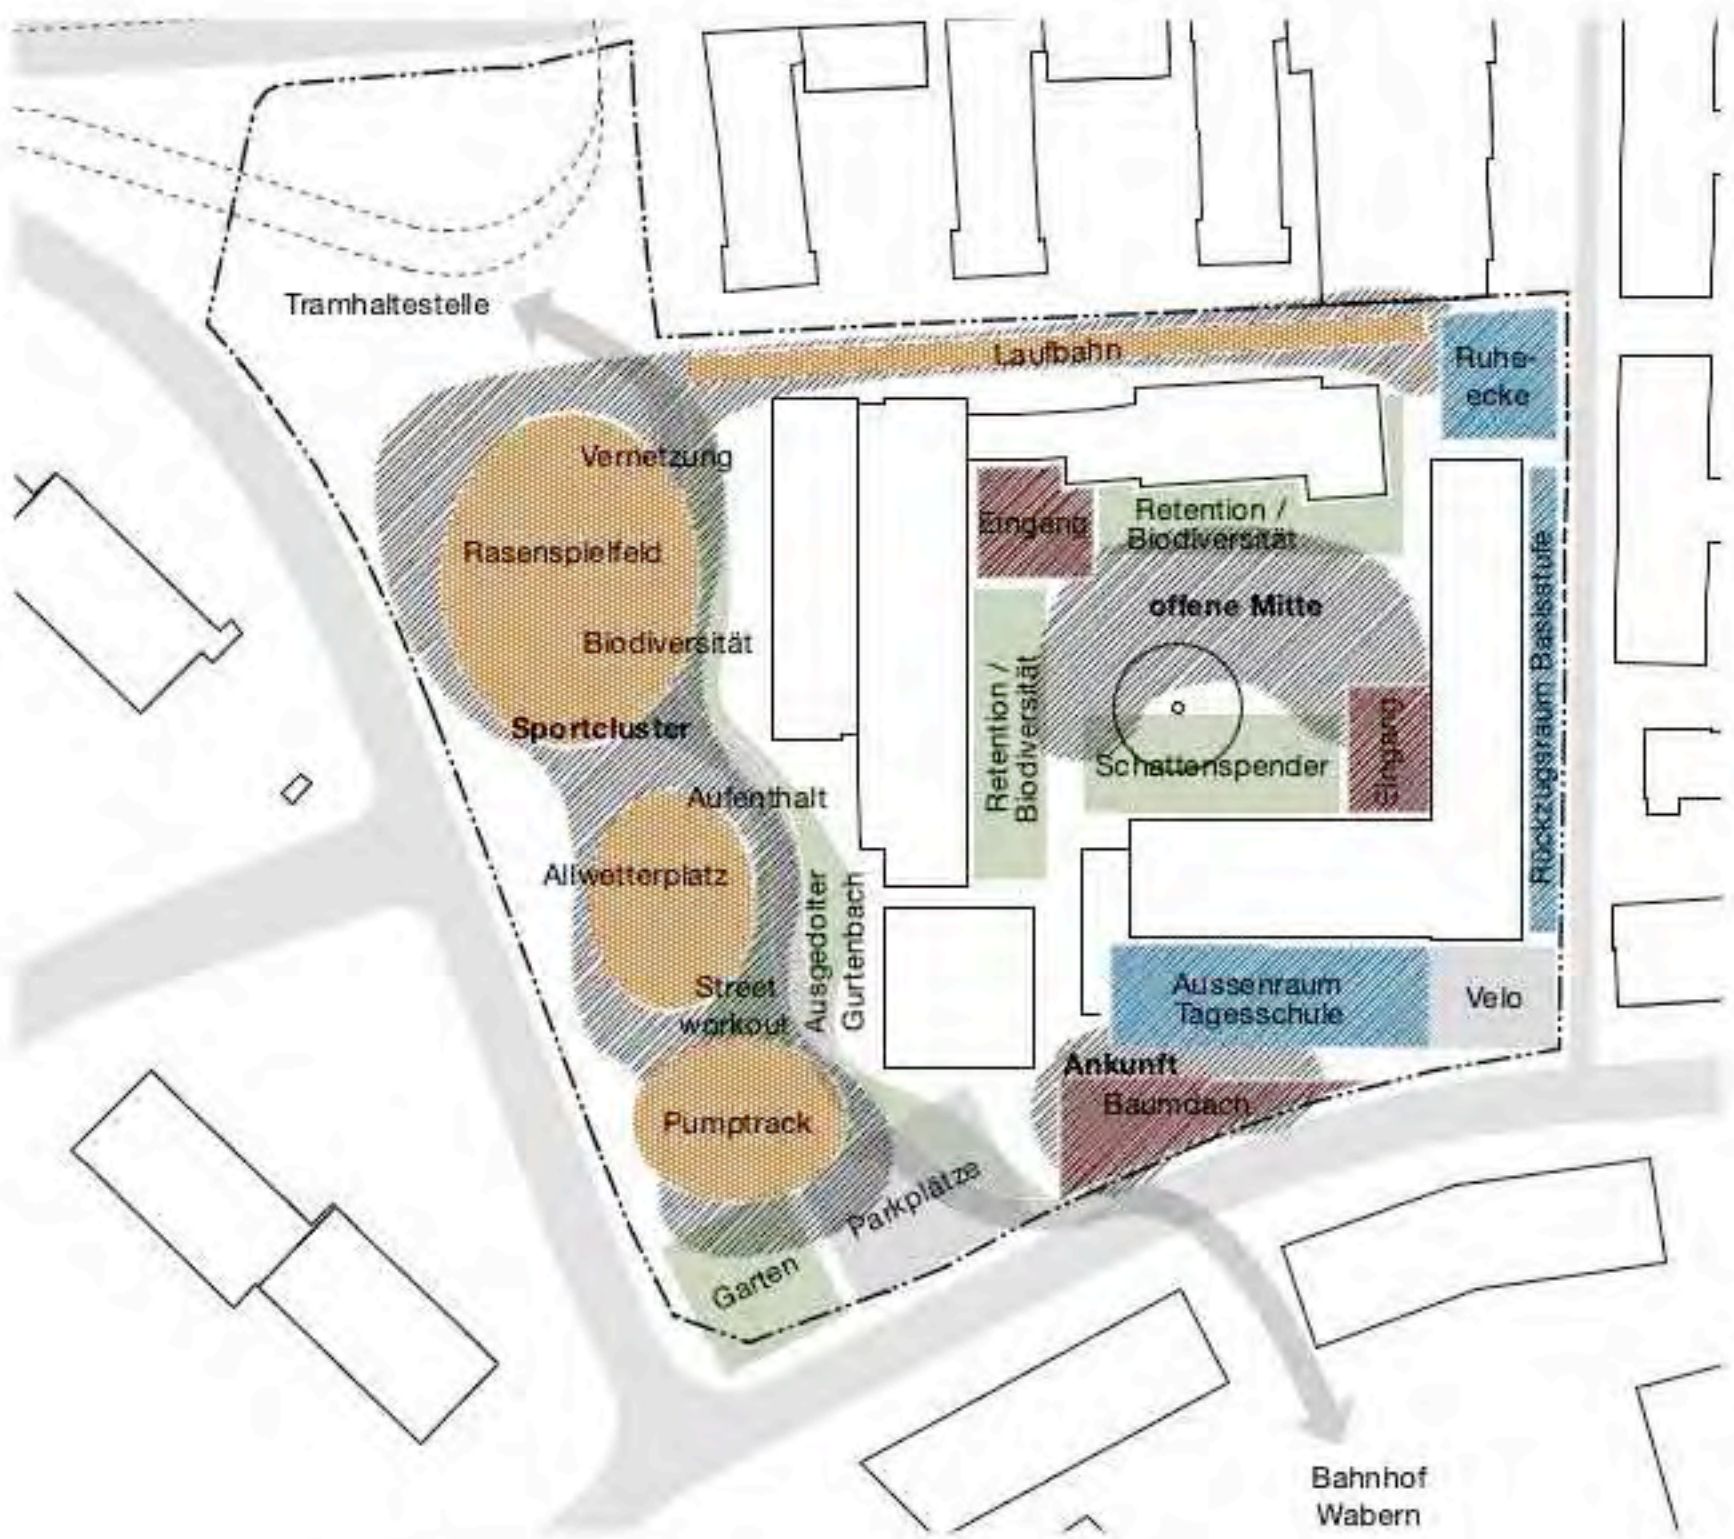 Tramhaltestelle
Laufbahn
Ruhe-
ecke
Vernetzung
Rasenspielfeld
Eingang
Retention /
Biodiversität
offene Mitte
Biodiversität
Sportcluster
Retention /
Biodiversität
Schattenspender
Eingang
Rückzugsraum Basisstufe
Aufenthalt
Allwetterplatz
Ausgedolter
Gurtenbach
Street
workout
Aussenraum
Tagesschule
Velo
Ankunft
Baumdach
Pumptrack
Parkplätze
Garten
Bahnhof
Wabern